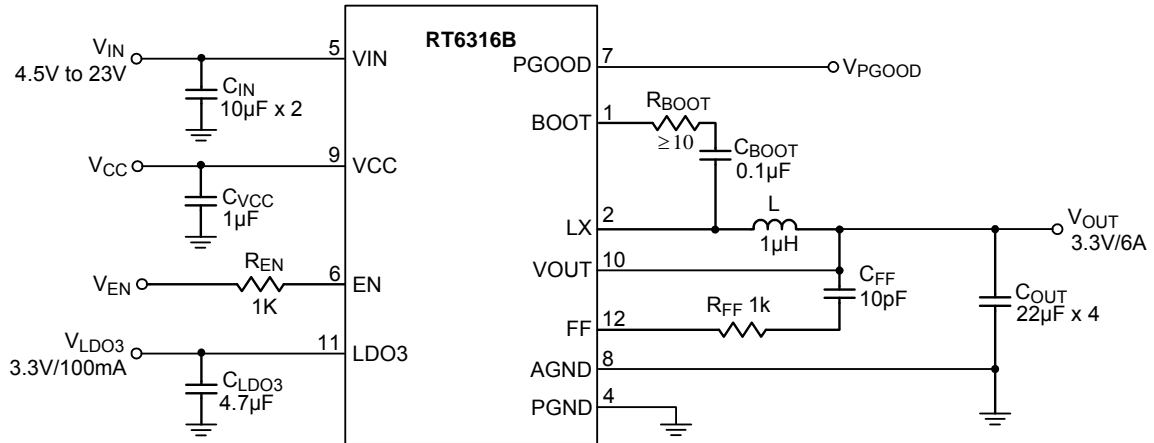 RT6316B
V_IN
4.5V to 23V
5
VIN
C_IN
10µF x 2
V_CC
9
VCC
C_VCC
1µF
V_EN
R_EN
1K
6
EN
V_LDO3
3.3V/100mA
11
LDO3
C_LDO3
4.7µF
PGOOD
7
V_PGOOD
BOOT
1
R_BOOT
≥10
C_BOOT
0.1µF
LX
2
L
1µH
V_OUT
3.3V/6A
VOUT
10
C_FF
10pF
FF
12
R_FF 1k
C_OUT
22µF x 4
AGND
8
PGND
4